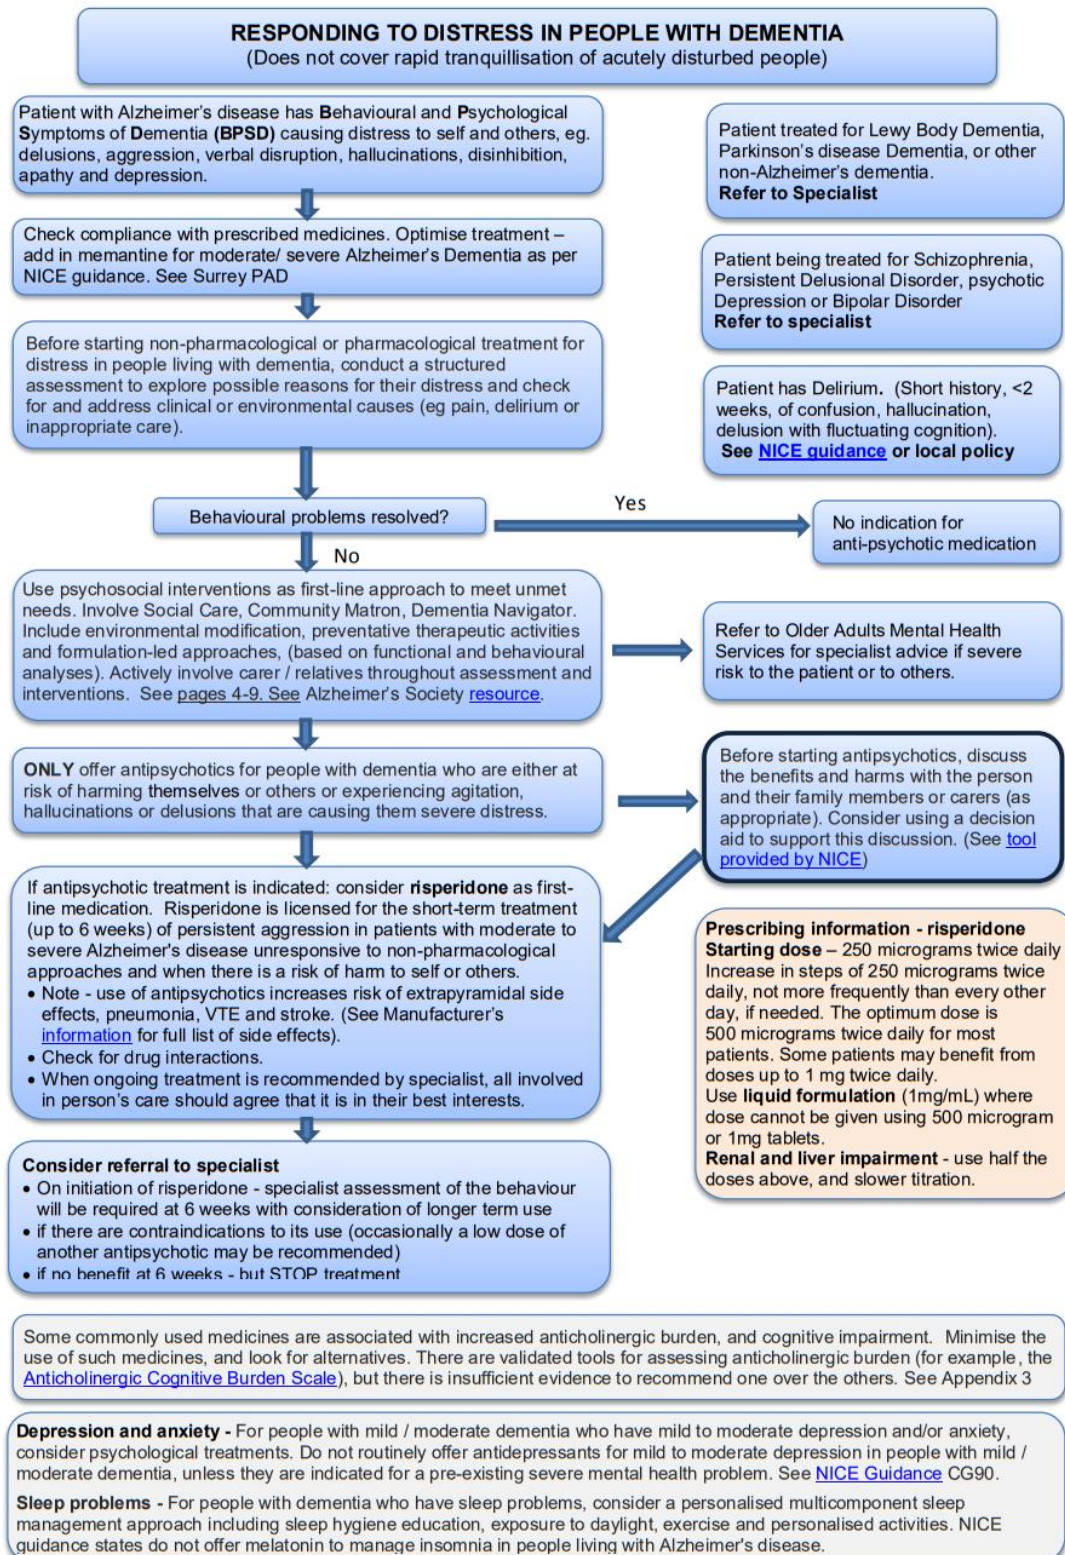 RESPONDING TO DISTRESS IN PEOPLE WITH DEMENTIA
(Does not cover rapid tranquillisation of acutely disturbed people)
Patient with Alzheimer's disease has Behavioural and Psychological
Symptoms of Dementia (BPSD) causing distress to self and others, eg.
delusions, aggression, verbal disruption, hallucinations, disinhibition,
apathy and depression.
Check compliance with prescribed medicines. Optimise treatment –
add in memantine for moderate/ severe Alzheimer's Dementia as per
NICE guidance. See Surrey PAD
Before starting non-pharmacological or pharmacological treatment for
distress in people living with dementia, conduct a structured
assessment to explore possible reasons for their distress and check
for and address clinical or environmental causes (eg pain, delirium or
inappropriate care).
Patient treated for Lewy Body Dementia,
Parkinson's disease Dementia, or other
non-Alzheimer's dementia.
Refer to Specialist
Patient being treated for Schizophrenia,
Persistent Delusional Disorder, psychotic
Depression or Bipolar Disorder
Refer to specialist
Patient has Delirium. (Short history, <2
weeks, of confusion, hallucination,
delusion with fluctuating cognition).
See NICE guidance or local policy
Behavioural problems resolved?
Yes
No indication for
anti-psychotic medication
No
Use psychosocial interventions as first-line approach to meet unmet
needs. Involve Social Care, Community Matron, Dementia Navigator.
Include environmental modification, preventative therapeutic activities
and formulation-led approaches, (based on functional and behavioural
analyses). Actively involve carer / relatives throughout assessment and
interventions. See pages 4-9. See Alzheimer's Society resource.
Refer to Older Adults Mental Health
Services for specialist advice if severe
risk to the patient or to others.
ONLY offer antipsychotics for people with dementia who are either at
risk of harming themselves or others or experiencing agitation,
hallucinations or delusions that are causing them severe distress.
Before starting antipsychotics, discuss
the benefits and harms with the person
and their family members or carers (as
appropriate). Consider using a decision
aid to support this discussion. (See tool
provided by NICE)
If antipsychotic treatment is indicated: consider risperidone as first-
line medication. Risperidone is licensed for the short-term treatment
(up to 6 weeks) of persistent aggression in patients with moderate to
severe Alzheimer's disease unresponsive to non-pharmacological
approaches and when there is a risk of harm to self or others.
• Note - use of antipsychotics increases risk of extrapyramidal side
effects, pneumonia, VTE and stroke. (See Manufacturer's
information for full list of side effects).
• Check for drug interactions.
• When ongoing treatment is recommended by specialist, all involved
in person's care should agree that it is in their best interests.
Prescribing information - risperidone
Starting dose – 250 micrograms twice daily
Increase in steps of 250 micrograms twice
daily, not more frequently than every other
day, if needed. The optimum dose is
500 micrograms twice daily for most
patients. Some patients may benefit from
doses up to 1 mg twice daily.
Use liquid formulation (1mg/mL) where
dose cannot be given using 500 microgram
or 1mg tablets.
Renal and liver impairment - use half the
doses above, and slower titration.
Consider referral to specialist
• On initiation of risperidone - specialist assessment of the behaviour
will be required at 6 weeks with consideration of longer term use
• if there are contraindications to its use (occasionally a low dose of
another antipsychotic may be recommended)
• if no benefit at 6 weeks - but STOP treatment
Some commonly used medicines are associated with increased anticholinergic burden, and cognitive impairment. Minimise the
use of such medicines, and look for alternatives. There are validated tools for assessing anticholinergic burden (for example, the
Anticholinergic Cognitive Burden Scale), but there is insufficient evidence to recommend one over the others. See Appendix 3
Depression and anxiety - For people with mild / moderate dementia who have mild to moderate depression and/or anxiety,
consider psychological treatments. Do not routinely offer antidepressants for mild to moderate depression in people with mild /
moderate dementia, unless they are indicated for a pre-existing severe mental health problem. See NICE Guidance CG90.
Sleep problems - For people with dementia who have sleep problems, consider a personalised multicomponent sleep
management approach including sleep hygiene education, exposure to daylight, exercise and personalised activities. NICE
guidance states do not offer melatonin to manage insomnia in people living with Alzheimer's disease.